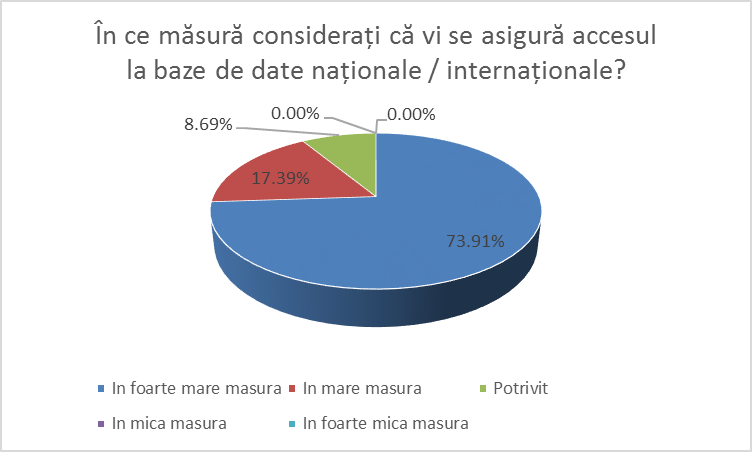 În ce măsură considerați că vi se asigură accesul
la baze de date naționale / internaționale?
0.00%
0.00%
8.69%
17.39%
73.91%
In foarte mare masura
In mare masura
Potrivit
In mica masura
In foarte mica masura